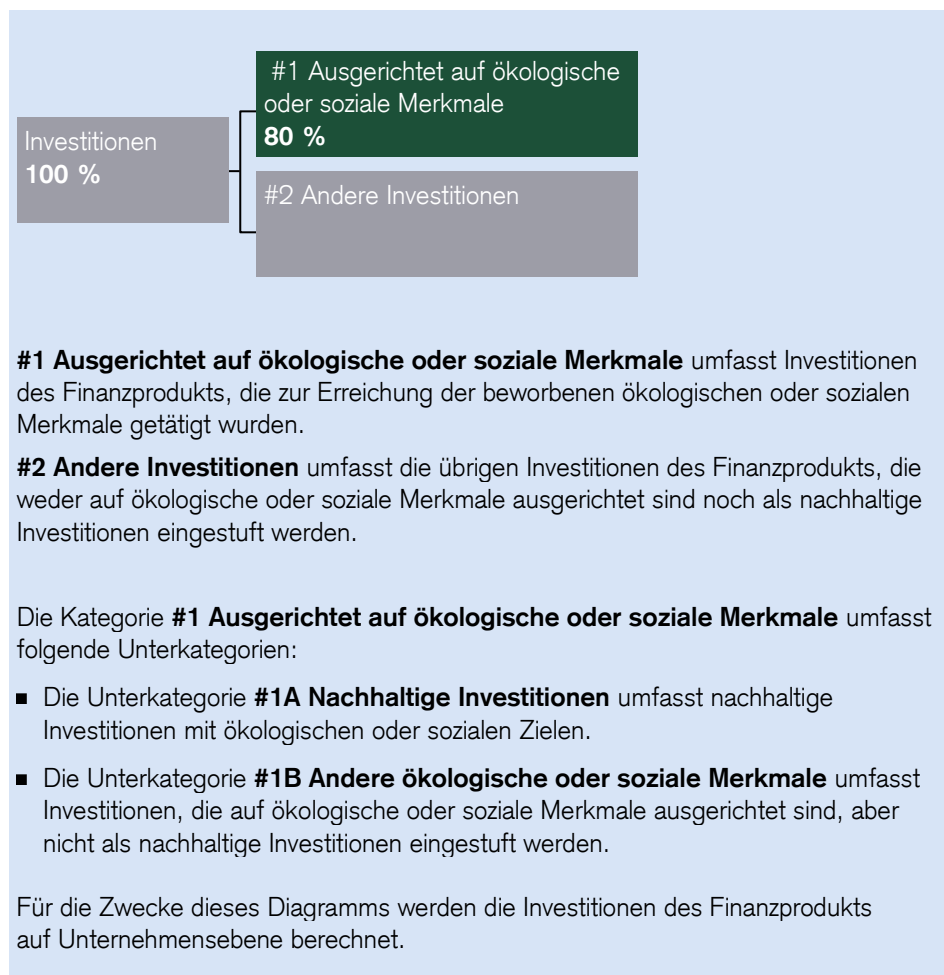 #1 Ausgerichtet auf ökologische
oder soziale Merkmale
80 %
Investitionen
100 %
#2 Andere Investitionen
#1 Ausgerichtet auf ökologische oder soziale Merkmale umfasst Investitionen
des Finanzprodukts, die zur Erreichung der beworbenen ökologischen oder sozialen
Merkmale getätigt wurden.
#2 Andere Investitionen umfasst die übrigen Investitionen des Finanzprodukts, die
weder auf ökologische oder soziale Merkmale ausgerichtet sind noch als nachhaltige
Investitionen eingestuft werden.
Die Kategorie #1 Ausgerichtet auf ökologische oder soziale Merkmale umfasst
folgende Unterkategorien:
■ Die Unterkategorie #1A Nachhaltige Investitionen umfasst nachhaltige
Investitionen mit ökologischen oder sozialen Zielen.
■ Die Unterkategorie #1B Andere ökologische oder soziale Merkmale umfasst
Investitionen, die auf ökologische oder soziale Merkmale ausgerichtet sind, aber
nicht als nachhaltige Investitionen eingestuft werden.
Für die Zwecke dieses Diagramms werden die Investitionen des Finanzprodukts
auf Unternehmensebene berechnet.